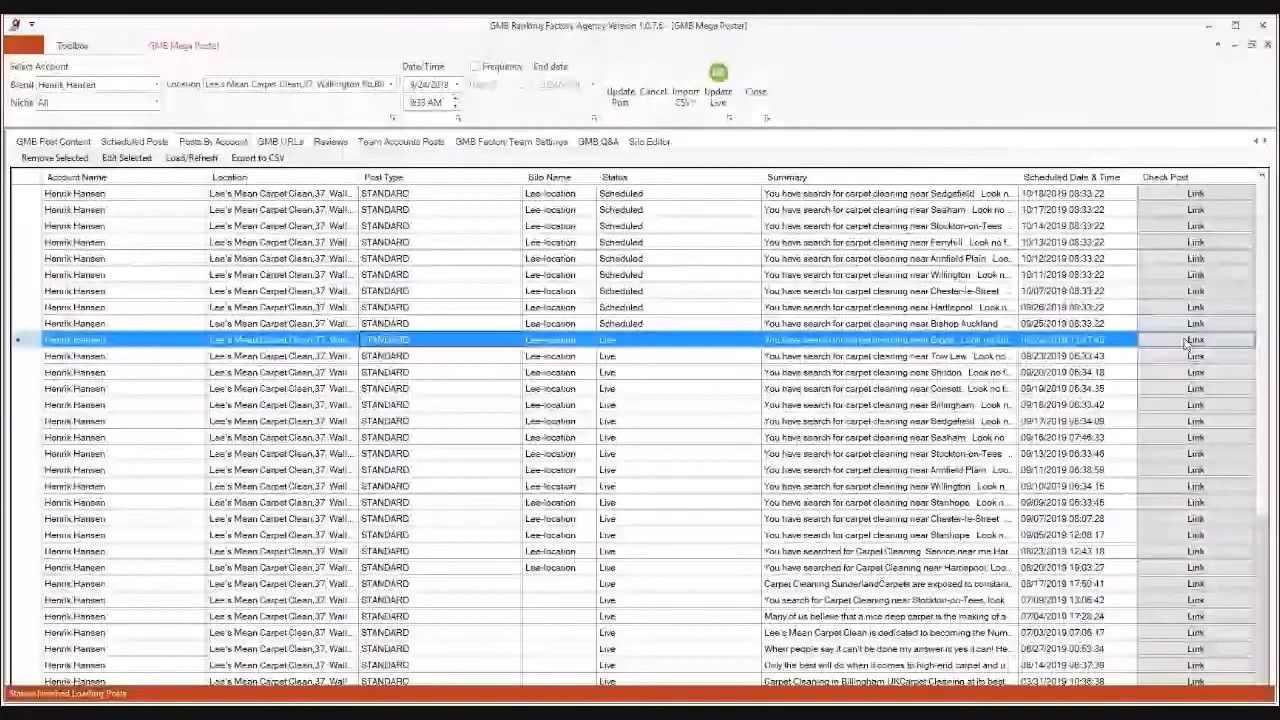 GMB Ranking Factory Agency Version 1.0.7.6 - [GMB Mega Poster]
Toolbox GMB Mega Poster
Select Account Date/Time Frequency End date
Blend Henrik Hansen Location Lee's Mean Carpet Clean,37, Wallington 9/24/2019
Niche All 8:33 AM
Update Post Cancel Import CSV Update Live Close
GMB Post Content Scheduled Posts Posts By Account GMB URLs Reviews Team Accounts Posts GMB Factory Team Settings GMB Q&A Silo Editor
Remove Selected Edit Selected Load/Refresh Export to CSV
Account Name Location Post Type Silo Name Status Summary Scheduled Date & Time Check Post
Henrik Hansen Lee's Mean Carpet Clean,37, Wall... STANDARD Lee-location Scheduled You have search for carpet cleaning near Sedgefield Look n... 10/18/2019 08:33:22 Link
Henrik Hansen Lee's Mean Carpet Clean,37, Wall... STANDARD Lee-location Scheduled You have search for carpet cleaning near Seaham Look no ... 10/17/2019 08:33:22 Link
Henrik Hansen Lee's Mean Carpet Clean,37, Wall... STANDARD Lee-location Scheduled You have search for carpet cleaning near Stockton-on-Tees ... 10/14/2019 08:33:22 Link
Henrik Hansen Lee's Mean Carpet Clean,37, Wall... STANDARD Lee-location Scheduled You have search for carpet cleaning near Ferryhill Look no f... 10/13/2019 08:33:22 Link
Henrik Hansen Lee's Mean Carpet Clean,37, Wall... STANDARD Lee-location Scheduled You have search for carpet cleaning near Annfield Plain Loo... 10/12/2019 08:33:22 Link
Henrik Hansen Lee's Mean Carpet Clean,37, Wall... STANDARD Lee-location Scheduled You have search for carpet cleaning near Willington Look n... 10/11/2019 08:33:22 Link
Henrik Hansen Lee's Mean Carpet Clean,37, Wall... STANDARD Lee-location Scheduled You have search for carpet cleaning near Chester-le-Street ... 10/07/2019 08:33:22 Link
Henrik Hansen Lee's Mean Carpet Clean,37, Wall... STANDARD Lee-location Scheduled You have search for carpet cleaning near Hartlepool Look n... 09/26/2019 08:33:22 Link
Henrik Hansen Lee's Mean Carpet Clean,37, Wall... STANDARD Lee-location Scheduled You have search for carpet cleaning near Bishop Auckland ... 09/25/2019 08:33:22 Link
Henrik Hansen Lee's Mean Carpet Clean,37, Wall... STANDARD Lee-location Live You have search for carpet cleaning near Look Link
Henrik Hansen Lee's Mean Carpet Clean,37, Wall... STANDARD Lee-location Live You have search for carpet cleaning near Tow Law Look no... 09/23/2019 06:33:43 Link
Henrik Hansen Lee's Mean Carpet Clean,37, Wall... STANDARD Lee-location Live You have search for carpet cleaning near Shildon Look no f... 09/20/2019 06:34:18 Link
Henrik Hansen Lee's Mean Carpet Clean,37, Wall... STANDARD Lee-location Live You have search for carpet cleaning near Consett Look no f... 09/19/2019 06:34:35 Link
Henrik Hansen Lee's Mean Carpet Clean,37, Wall... STANDARD Lee-location Live You have search for carpet cleaning near Billingham Look n... 09/18/2019 06:33:42 Link
Henrik Hansen Lee's Mean Carpet Clean,37, Wall... STANDARD Lee-location Live You have search for carpet cleaning near Sedgefield Look n... 09/17/2019 06:34:09 Link
Henrik Hansen Lee's Mean Carpet Clean,37, Wall... STANDARD Lee-location Live You have search for carpet cleaning near Seaham Look no 09/16/2019 07:46:33 Link
Henrik Hansen Lee's Mean Carpet Clean,37, Wall... STANDARD Lee-location Live You have search for carpet cleaning near Stockton-on-Tees ... 09/13/2019 06:33:46 Link
Henrik Hansen Lee's Mean Carpet Clean,37, Wall... STANDARD Lee-location Live You have search for carpet cleaning near Annfield Plain Loo... 09/11/2019 06:38:59 Link
Henrik Hansen Lee's Mean Carpet Clean,37, Wall... STANDARD Lee-location Live You have search for carpet cleaning near Willington Look n... 09/10/2019 06:34:15 Link
Henrik Hansen Lee's Mean Carpet Clean,37, Wall... STANDARD Lee-location Live You have search for carpet cleaning near Stanhope Look n... 09/09/2019 06:33:45 Link
Henrik Hansen Lee's Mean Carpet Clean,37, Wall... STANDARD Lee-location Live You have search for carpet cleaning near Chester-le-Street ... 09/07/2019 06:07:28 Link
Henrik Hansen Lee's Mean Carpet Clean,37, Wall... STANDARD Lee-location Live You have search for carpet cleaning near Stanhope Look n... 09/05/2019 12:08:17 Link
Henrik Hansen Lee's Mean Carpet Clean,37, Wall... STANDARD Lee-location Live You have searched for Carpet Cleaning Service near me Har... 08/23/2019 12:43:18 Link
Henrik Hansen Lee's Mean Carpet Clean,37, Wall... STANDARD Lee-location Live You have searched for Carpet Cleaning near Hartlepool, Loo... 08/20/2019 19:03:27 Link
Henrik Hansen Lee's Mean Carpet Clean,37, Wall... STANDARD Live Carpet Cleaning SunderlandCarpets are exposed to constant... 08/17/2019 17:50:41 Link
Henrik Hansen Lee's Mean Carpet Clean,37, Wall... STANDARD Live You search for Carpet Cleaning near Stockton-on-Tees, look ... 07/09/2019 13:06:42 Link
Henrik Hansen Lee's Mean Carpet Clean,37, Wall... STANDARD Live Many of us believe that a nice deep carpet is the making of a ... 07/04/2019 17:28:24 Link
Henrik Hansen Lee's Mean Carpet Clean,37, Wall... STANDARD Live Lee's Mean Carpet Clean is dedicated to becoming the Num... 07/03/2019 07:06:17 Link
Henrik Hansen Lee's Mean Carpet Clean,37, Wall... STANDARD Live When people say it can't be done my answer is yes it can! He... 06/27/2019 00:53:34 Link
Henrik Hansen Lee's Mean Carpet Clean,37, Wall... STANDARD Live Only the best will do when it comes to high-end carpet and u... 06/14/2019 06:37:39 Link
Henrik Hansen Lee's Mean Carpet Clean,37, Wall... STANDARD Live Carpet Cleaning in Billingham UKCarpet Cleaning at its best... 03/31/2019 10:36:38 Link
Status: finished Loading Posts